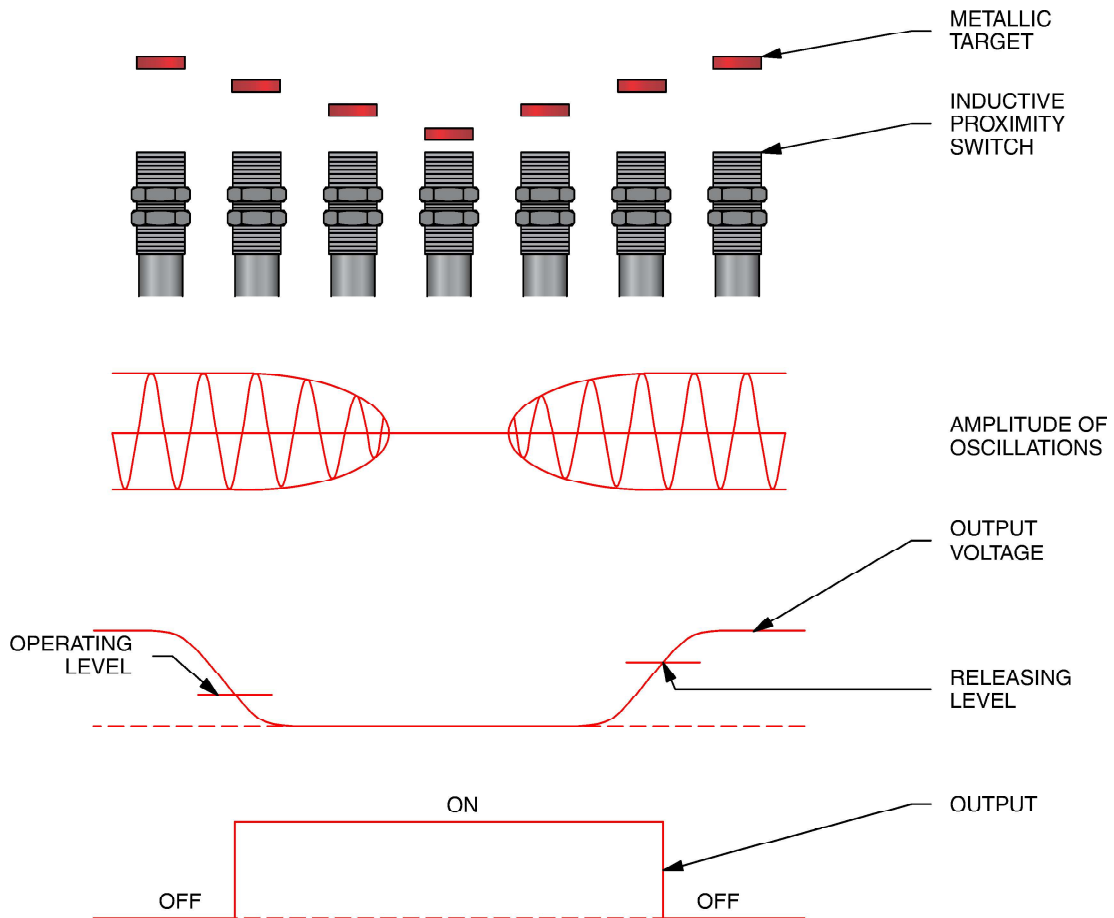 METALLIC
TARGET
INDUCTIVE
PROXIMITY
SWITCH
AMPLITUDE OF
OSCILLATIONS
OUTPUT
VOLTAGE
OPERATING
LEVEL
RELEASING
LEVEL
ON
OUTPUT
OFF
OFF